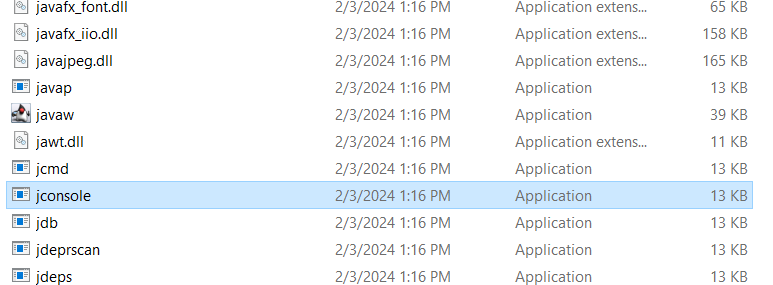 javafx_font.dll 2/3/2024 1:16 PM Application extens... 65 KB
javafx_iio.dll 2/3/2024 1:16 PM Application extens... 158 KB
javajpeg.dll 2/3/2024 1:16 PM Application extens... 165 KB
javap 2/3/2024 1:16 PM Application 13 KB
javaw 2/3/2024 1:16 PM Application 39 KB
jawt.dll 2/3/2024 1:16 PM Application extens... 11 KB
jcmd 2/3/2024 1:16 PM Application 13 KB
jconsole 2/3/2024 1:16 PM Application 13 KB
jdb 2/3/2024 1:16 PM Application 13 KB
jdeprscan 2/3/2024 1:16 PM Application 13 KB
jdeps 2/3/2024 1:16 PM Application 13 KB